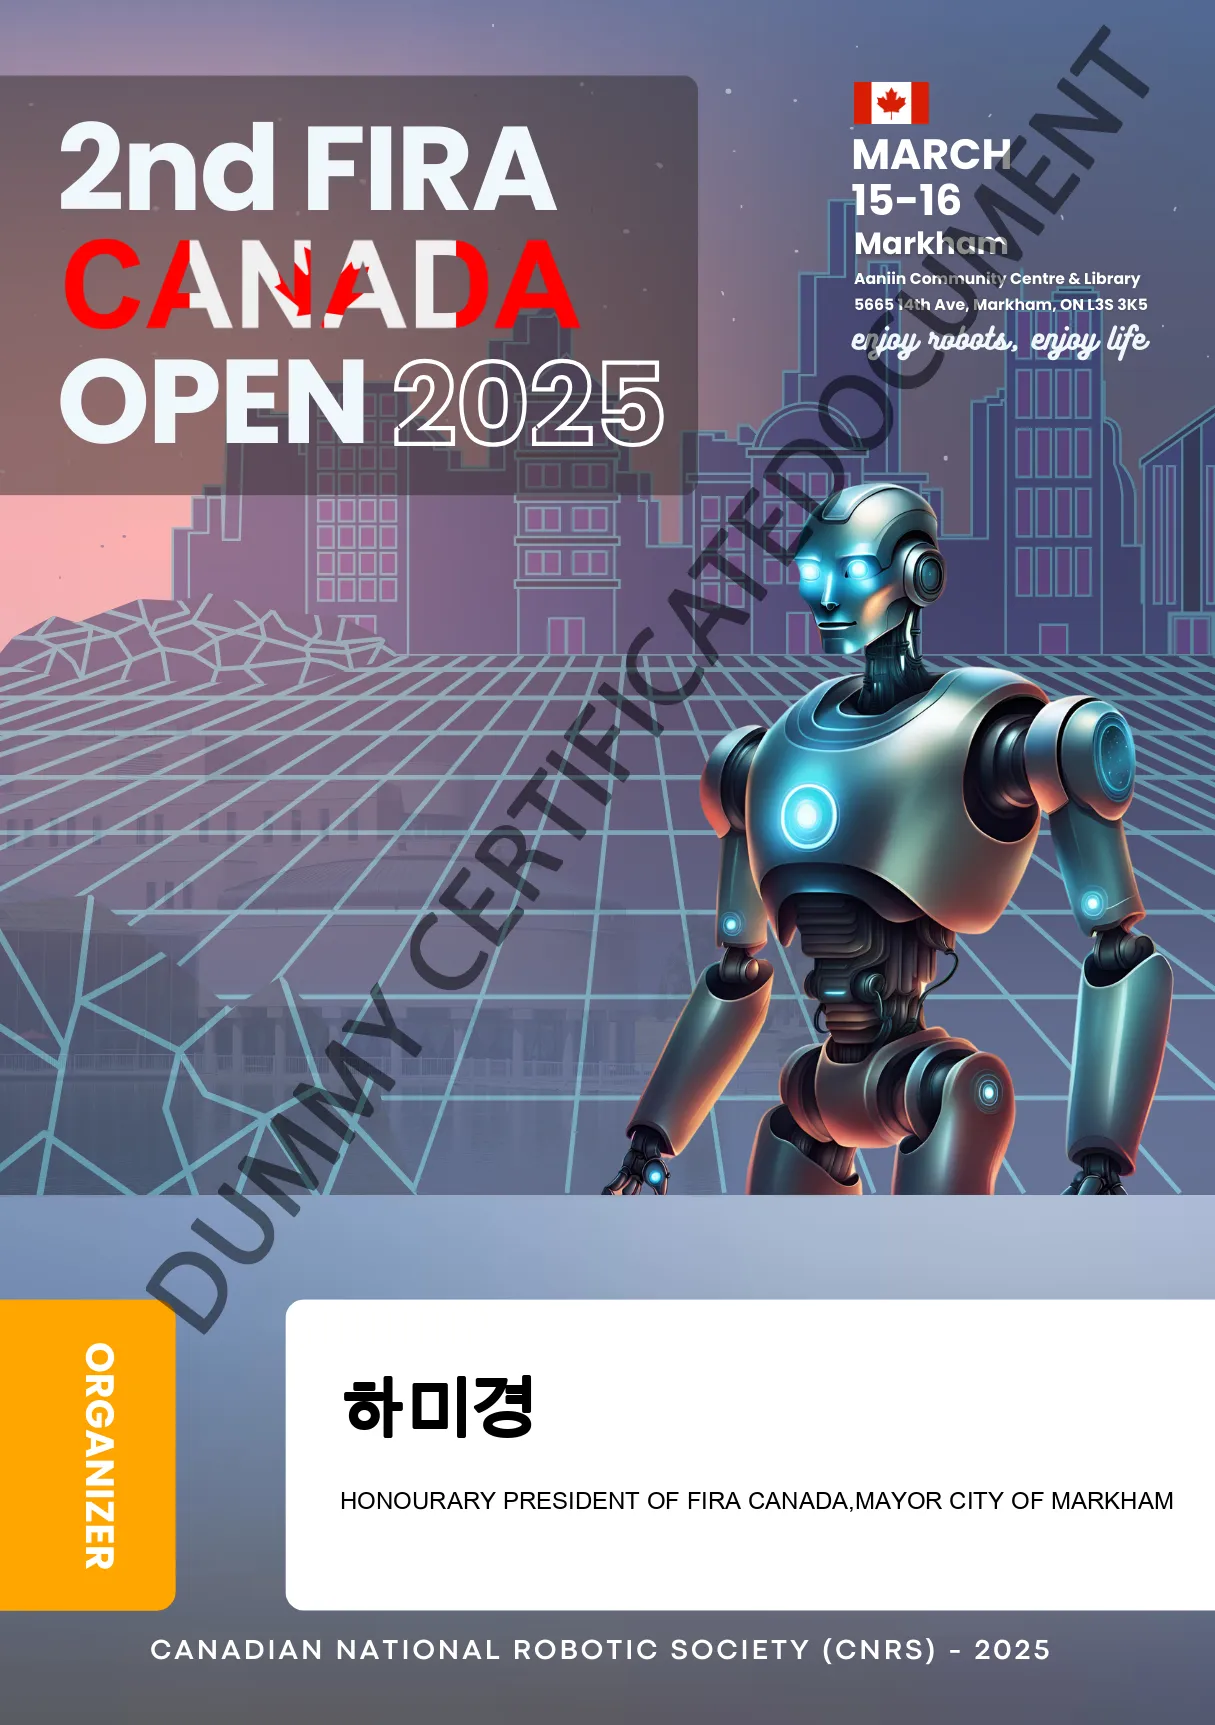 2nd FIRA
CANADA
OPEN 2025
MARCH
15-16
Markham
Aaniin Community Centre & Library
5665 14th Ave, Markham, ON L3S 3K5
enjoy robots, enjoy life
DUMMY CERTIFICATEDOCUMENT
ORGANIZER
하미경
HONOURARY PRESIDENT OF FIRA CANADA,MAYOR CITY OF MARKHAM
CANADIAN NATIONAL ROBOTIC SOCIETY (CNRS) - 2025